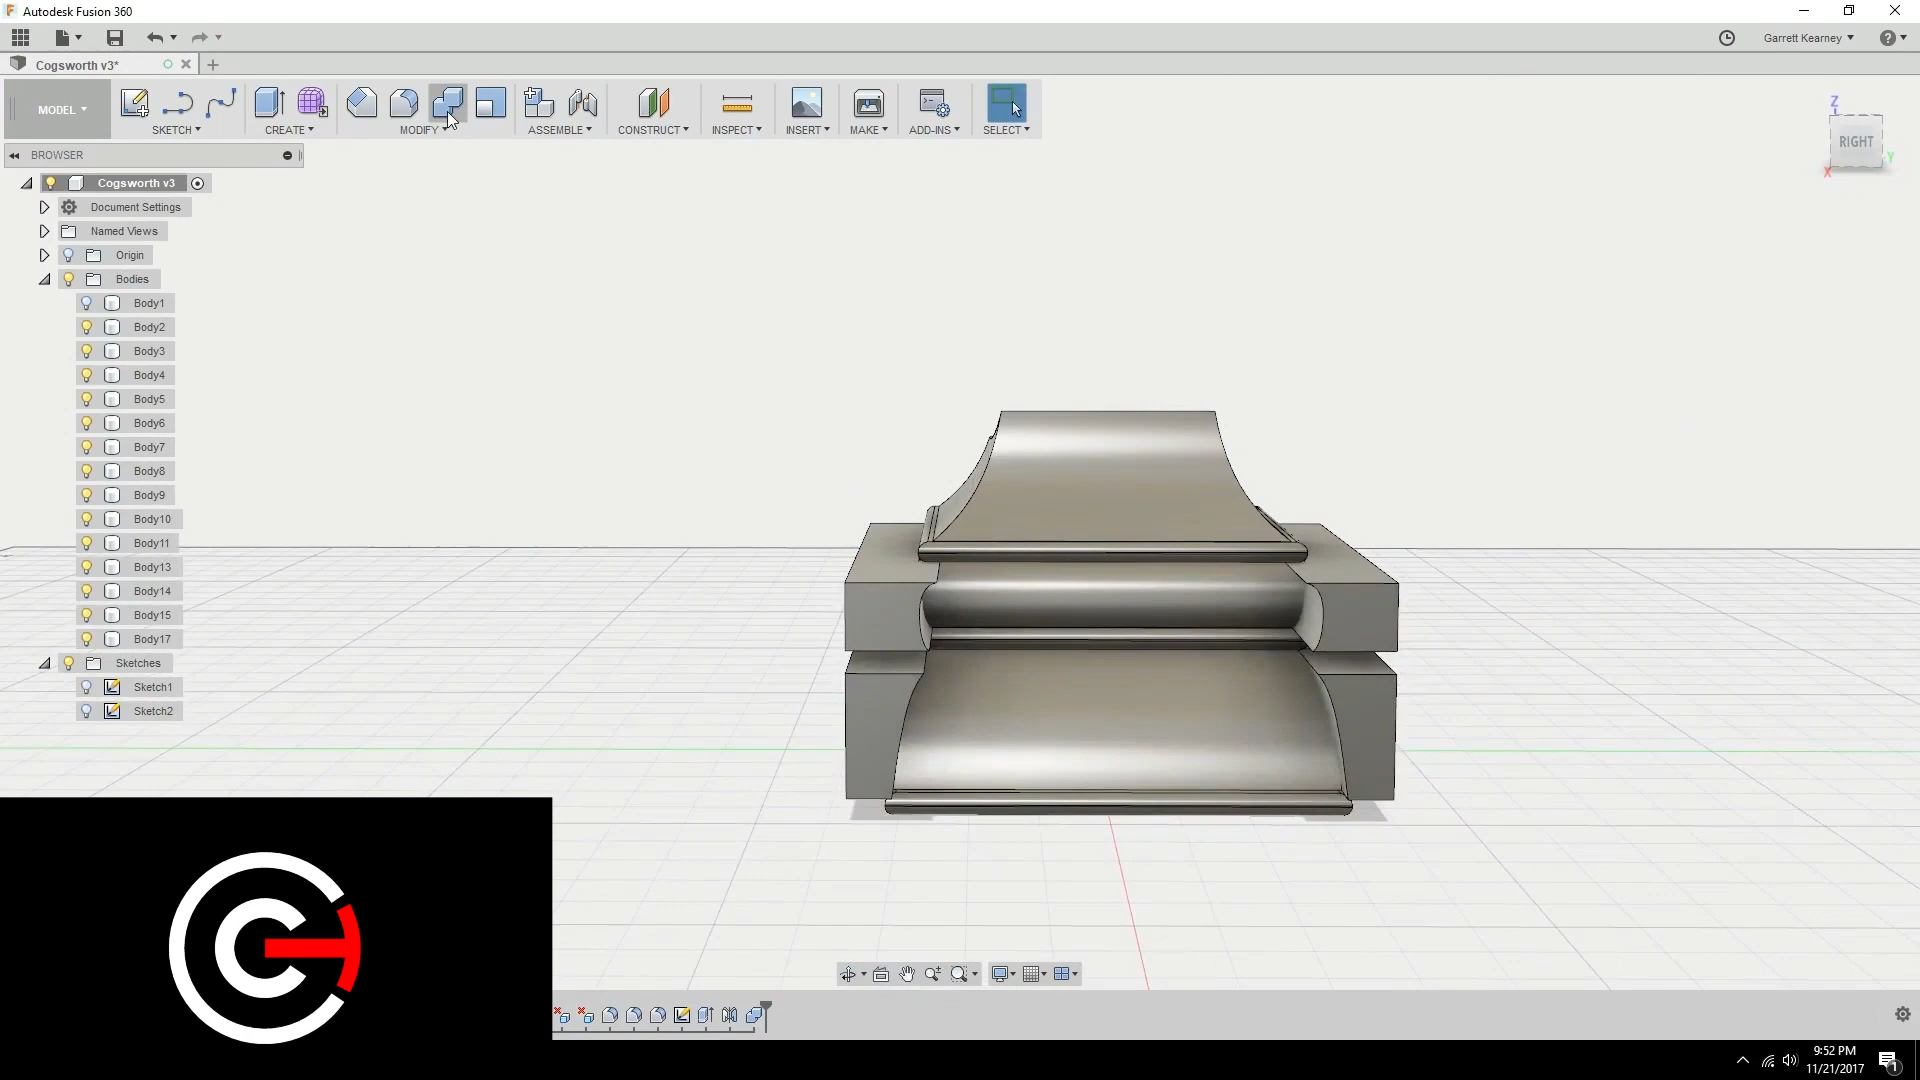 Autodesk Fusion 360
Garrett Kearney
Cogsworth v3*
MODEL
SKETCH
CREATE
MODIFY
ASSEMBLE
CONSTRUCT
INSPECT
INSERT
MAKE
ADD-INS
SELECT
Z
RIGHT
Y
X
BROWSER
Cogsworth v3
Document Settings
Named Views
Origin
Bodies
Body1
Body2
Body3
Body4
Body5
Body6
Body7
Body8
Body9
Body10
Body11
Body13
Body14
Body15
Body17
Sketches
Sketch1
Sketch2
9:52 PM
11/21/2017
1